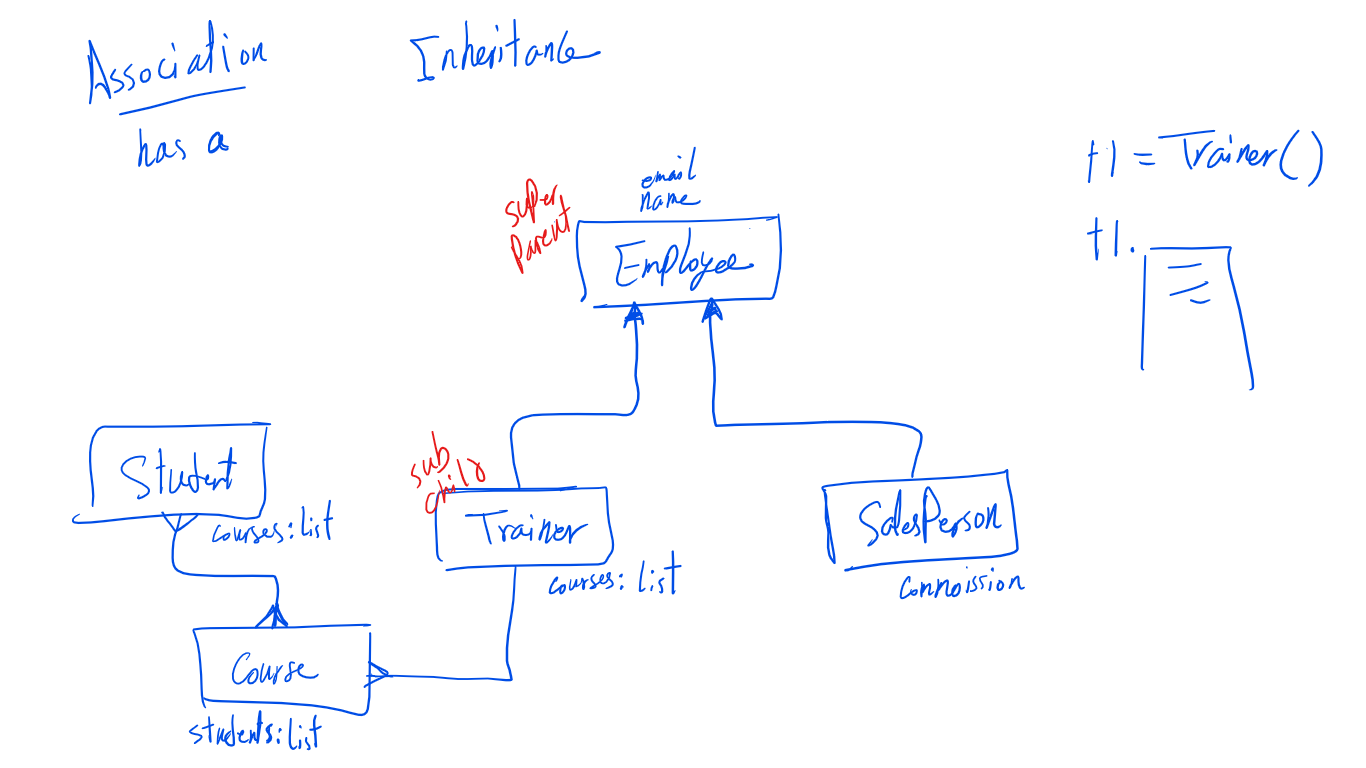 Association
has a
Inheritance
t1 = Trainer()
t1.
email
name
super
parent
Employee
Student
courses: list
sub
child
Trainer
courses: list
SalesPerson
commission
Course
students: list